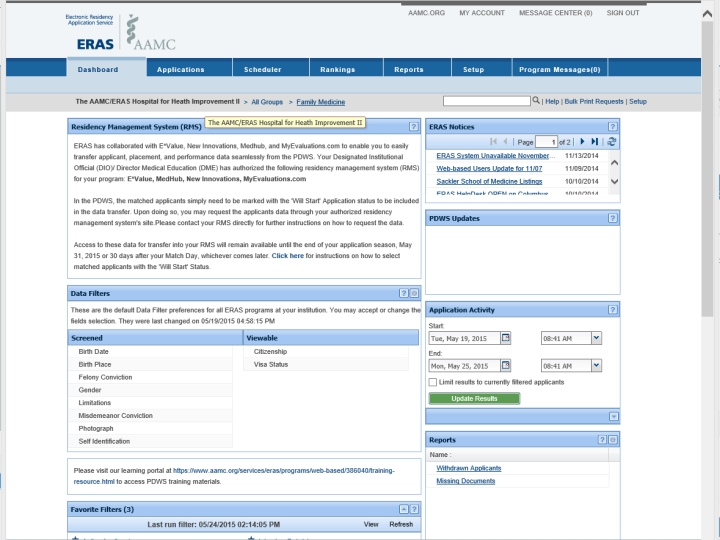 AAMC.ORG MY ACCOUNT MESSAGE CENTER (0) SIGN OUT
Electronic Residency
Application Service
ERAS AAMC
Dashboard Applications Scheduler Rankings Reports Setup Program Messages(0)
The AAMC/ERAS Hospital for Heath Improvement II > All Groups > Family Medicine
| Help | Bulk Print Requests | Setup
The AAMC/ERAS Hospital for Heath Improvement II
Residency Management System (RMS)
ERAS has collaborated with E*Value, New Innovations, Medhub, and MyEvaluations.com to enable you to easily
transfer applicant, placement, and performance data seamlessly from the PDWS. Your Designated Institutional
Official (DIO)/ Director Medical Education (DME) has authorized the following residency management system (RMS)
for your program: E*Value, MedHub, New Innovations, MyEvaluations.com
In the PDWS, the matched applicants simply need to be marked with the 'Will Start' Application status to be included
in the data transfer. Upon doing so, you may request the applicants data through your authorized residency
management system's site.Please contact your RMS directly for further instructions on how to request the data.
Access to these data for transfer into your RMS will remain available until the end of your application season, May
31, 2015 or 30 days after your Match Day, whichever comes later. Click here for instructions on how to select
matched applicants with the 'Will Start' Status.
Data Filters
These are the default Data Filter preferences for all ERAS programs at your institution. You may accept or change the
fields selection. They were last changed on 05/19/2015 04:58:15 PM
Screened Viewable
Birth Date Citizenship
Birth Place Visa Status
Felony Conviction
Gender
Limitations
Misdemeanor Conviction
Photograph
Self Identification
Please visit our learning portal at https://www.aamc.org/services/eras/programs/web-based/386040/training-
resource.html to access PDWS training materials.
Favorite Filters (3)
Last run filter: 05/24/2015 02:14:05 PM View Refresh
ERAS Notices
Page 1 of 2
ERAS System Unavailable November... 11/13/2014
Web-based Users Update for 11/07 11/09/2014
Sackler School of Medicine Listings 10/10/2014
ERAS HelpDesk OPEN on Columbus 10/10/2014
PDWS Updates
Application Activity
Start:
Tue, May 19, 2015 08:41 AM
End:
Mon, May 25, 2015 08:41 AM
Limit results to currently filtered applicants
Update Results
Reports
Name :
Withdrawn Applicants
Missing Documents